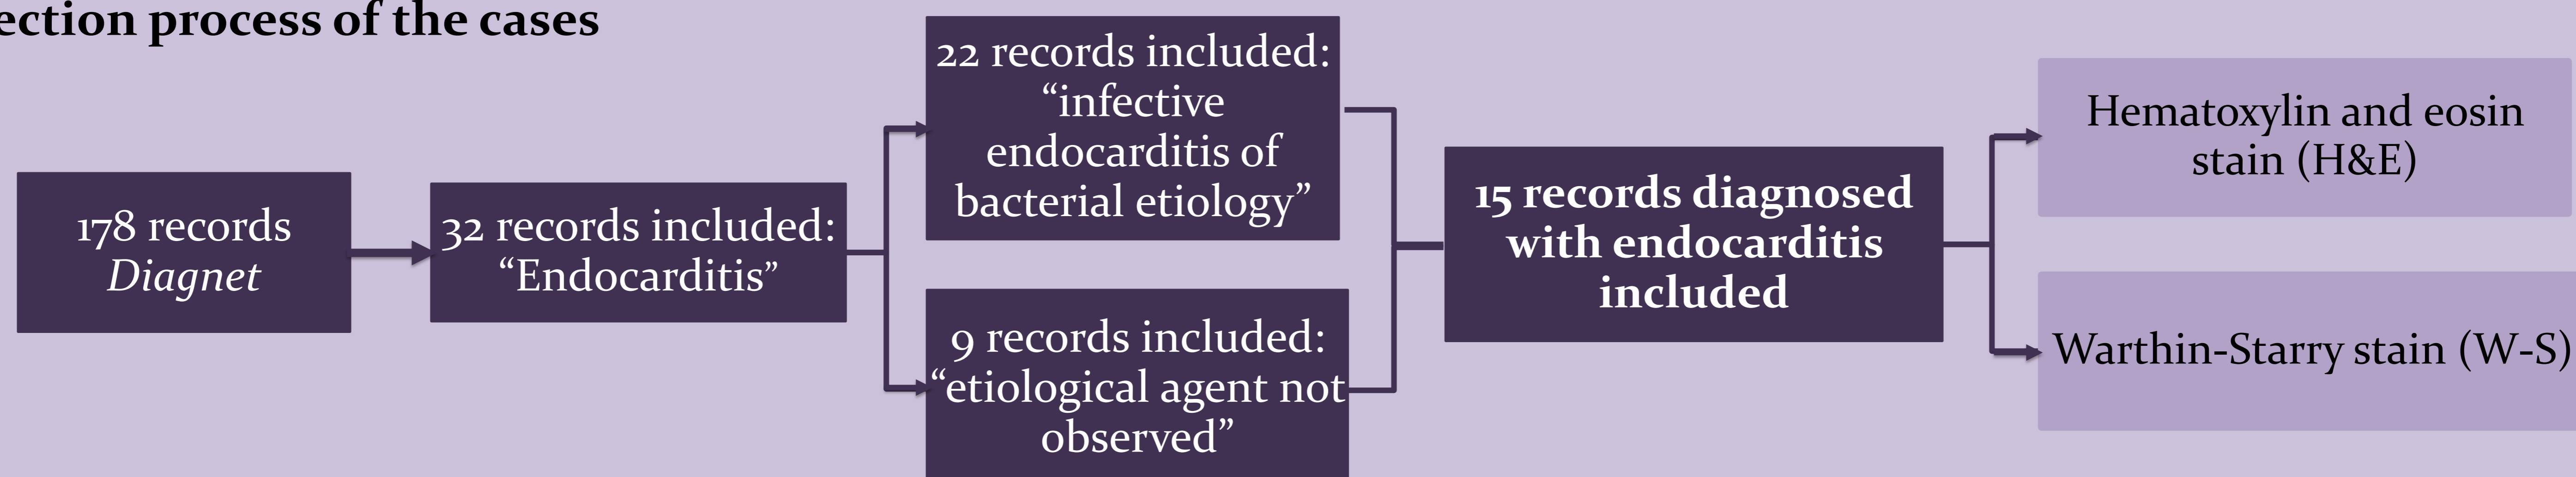 ection process of the cases
178 records
Diagnet
32 records included:
“Endocarditis”
22 records included:
“infective
endocarditis of
bacterial etiology”
9 records included:
“etiological agent not
observed”
15 records diagnosed
with endocarditis
included
Hematoxylin and eosin
stain (H&E)
Warthin-Starry stain (W-S)